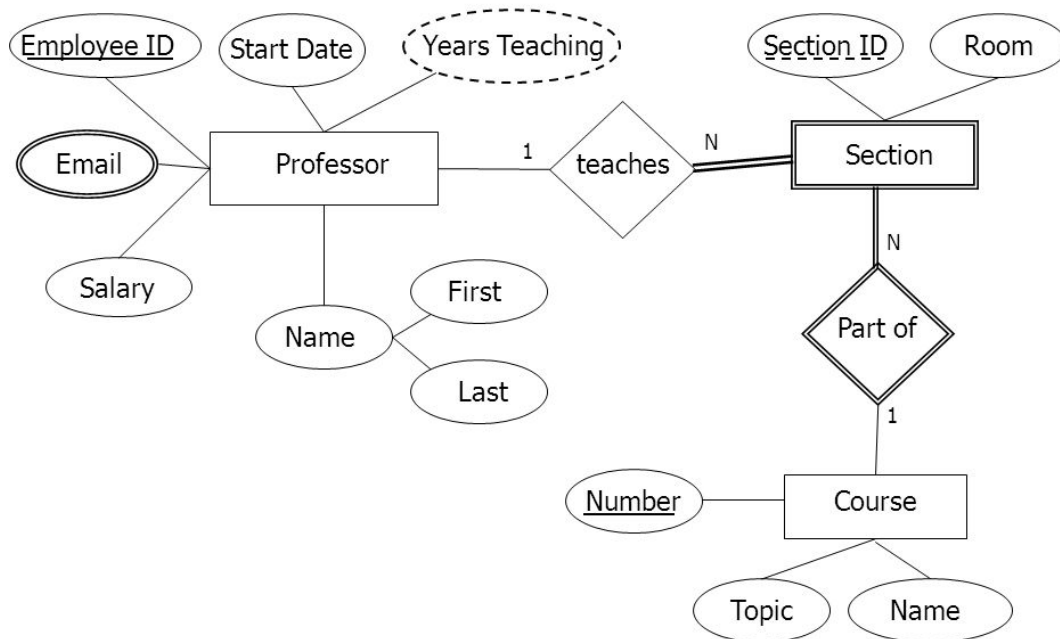 Employee ID
Start Date
Years Teaching
Section ID
Room
Email
Professor
1
teaches
N
Section
Salary
Name
First
Last
N
Part of
1
Number
Course
Topic
Name